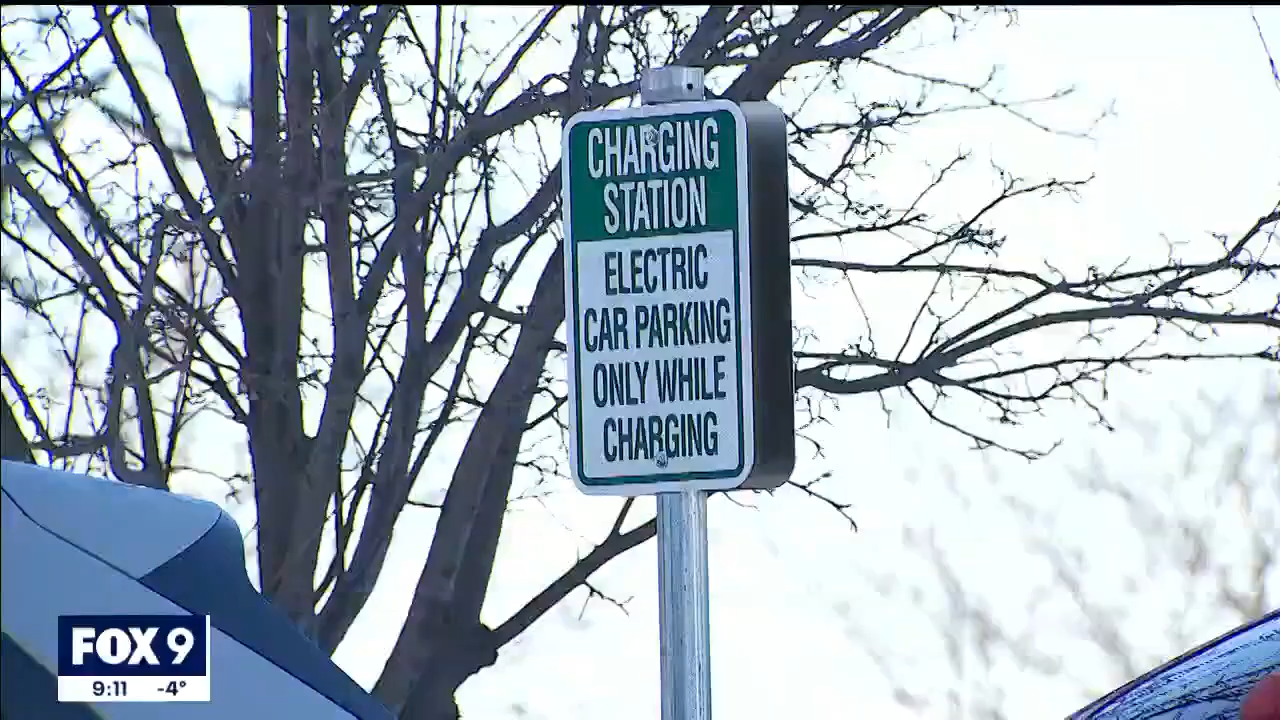 CHARGING
STATION
ELECTRIC
CAR PARKING
ONLY WHILE
CHARGING
FOX 9
9:11 -4°